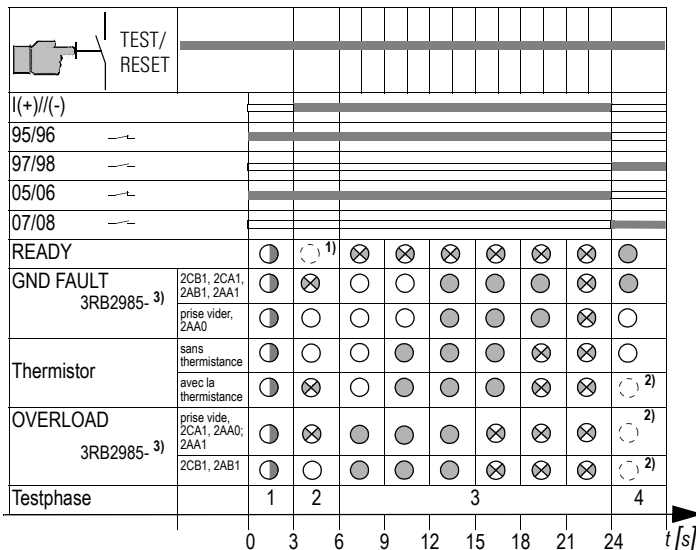 TEST/
RESET
I(+)//(-)
95/96
97/98
05/06
07/08
READY 1)
GND FAULT
3RB2985- 3)
2CB1, 2CA1,
2AB1, 2AA1
prise vider,
2AA0
Thermistor
sans
thermistance
avec la
thermistance
2)
OVERLOAD
3RB2985- 3)
prise vide,
2CA1, 2AA0;
2AA1
2)
2CB1, 2AB1
2)
Testphase 1 2 3 4
0 3 6 9 12 15 18 21 24 t [s]